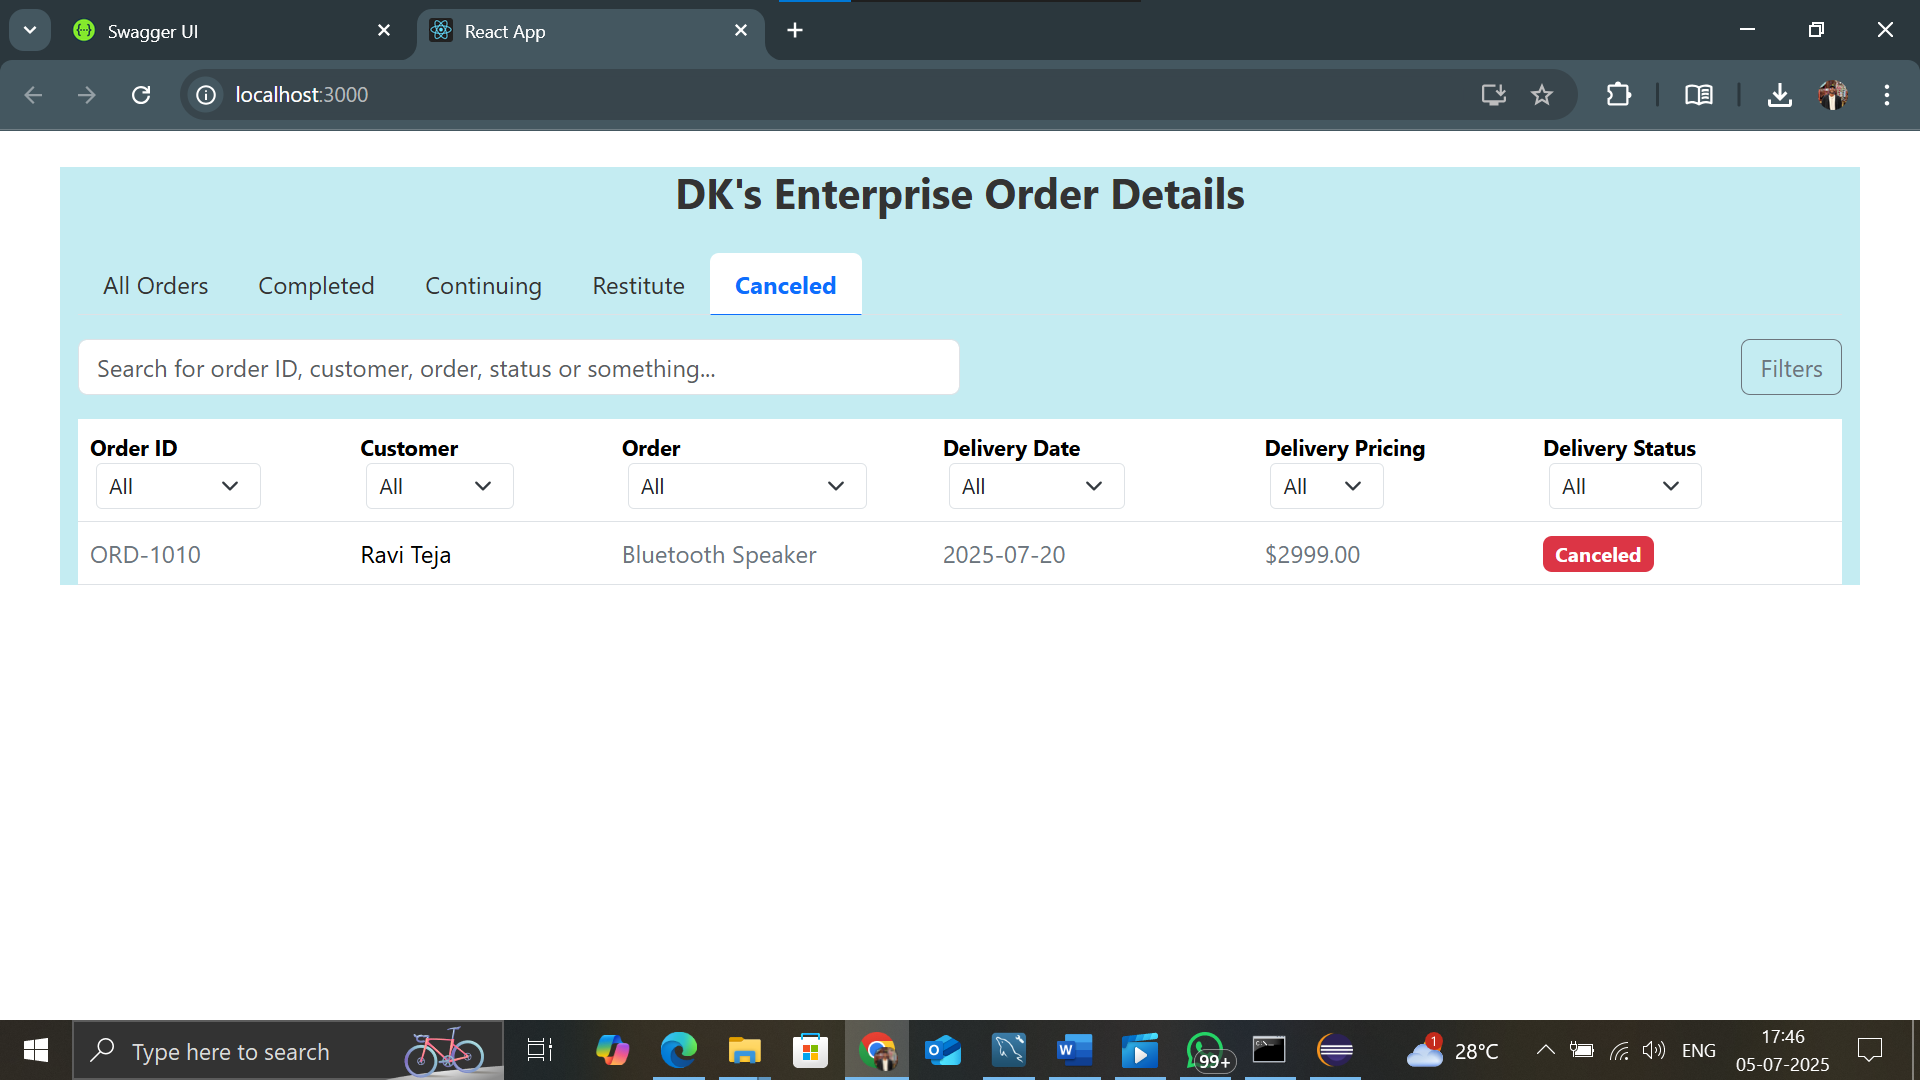 Swagger UI
React App
localhost:3000
DK's Enterprise Order Details
All Orders Completed Continuing Restitute Canceled
Search for order ID, customer, order, status or something...
Filters
Order ID Customer Order Delivery Date Delivery Pricing Delivery Status
All All All All All All
ORD-1010 Ravi Teja Bluetooth Speaker 2025-07-20 $2999.00 Canceled
Type here to search
99+
1
28°C
ENG
17:46
05-07-2025